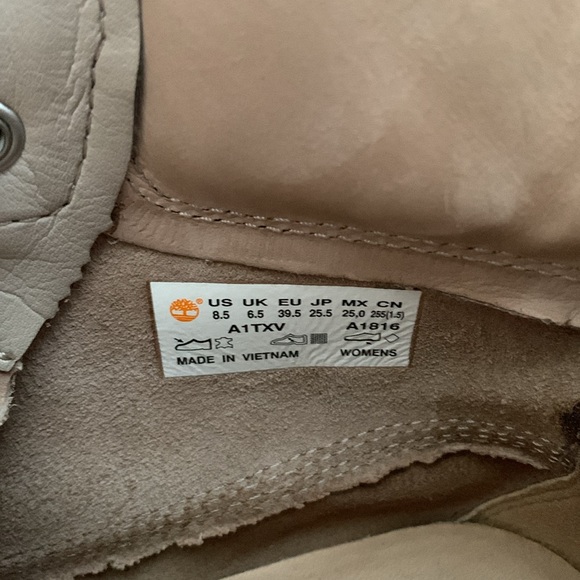 ® US UK EU JP MX CN
8.5 6.5 39.5 25.5 25,0 255(1.5)
A1TXV A1816
MADE IN VIETNAM WOMENS